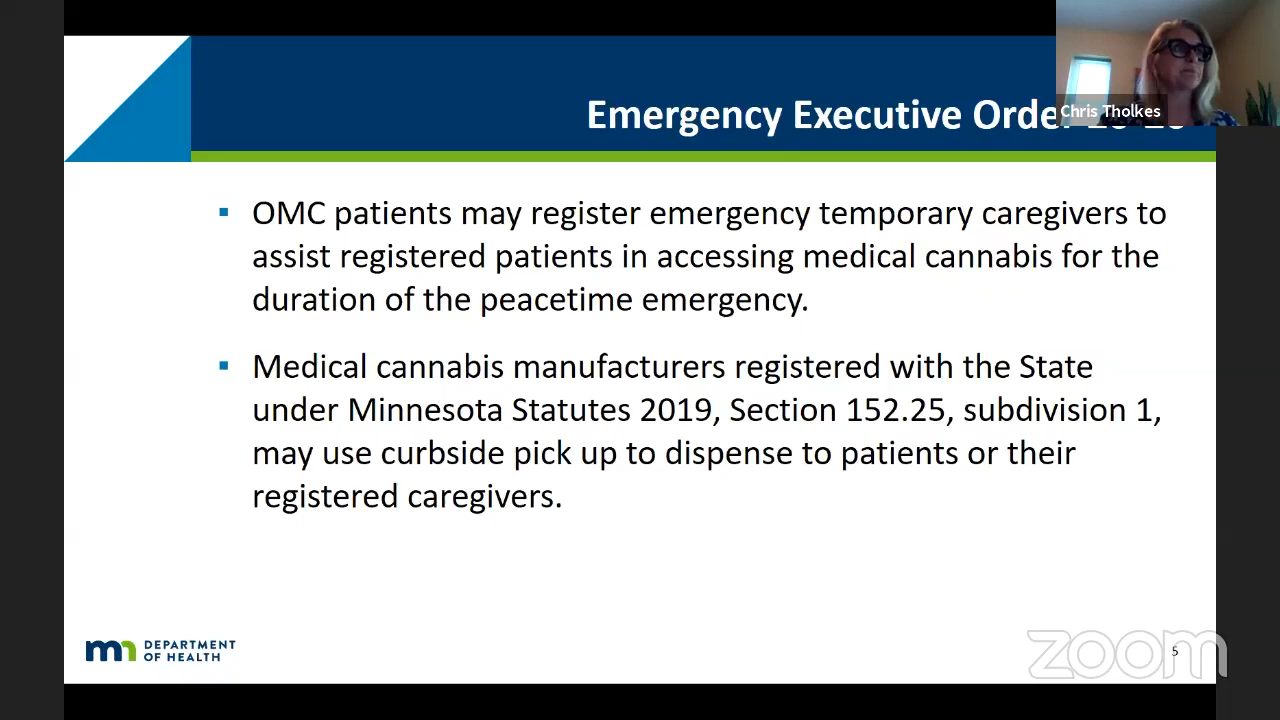 Emergency Executive Order
Chris Tholkes
▪ OMC patients may register emergency temporary caregivers to
assist registered patients in accessing medical cannabis for the
duration of the peacetime emergency.
▪ Medical cannabis manufacturers registered with the State
under Minnesota Statutes 2019, Section 152.25, subdivision 1,
may use curbside pick up to dispense to patients or their
registered caregivers.
mn DEPARTMENT
OF HEALTH
zoom
5